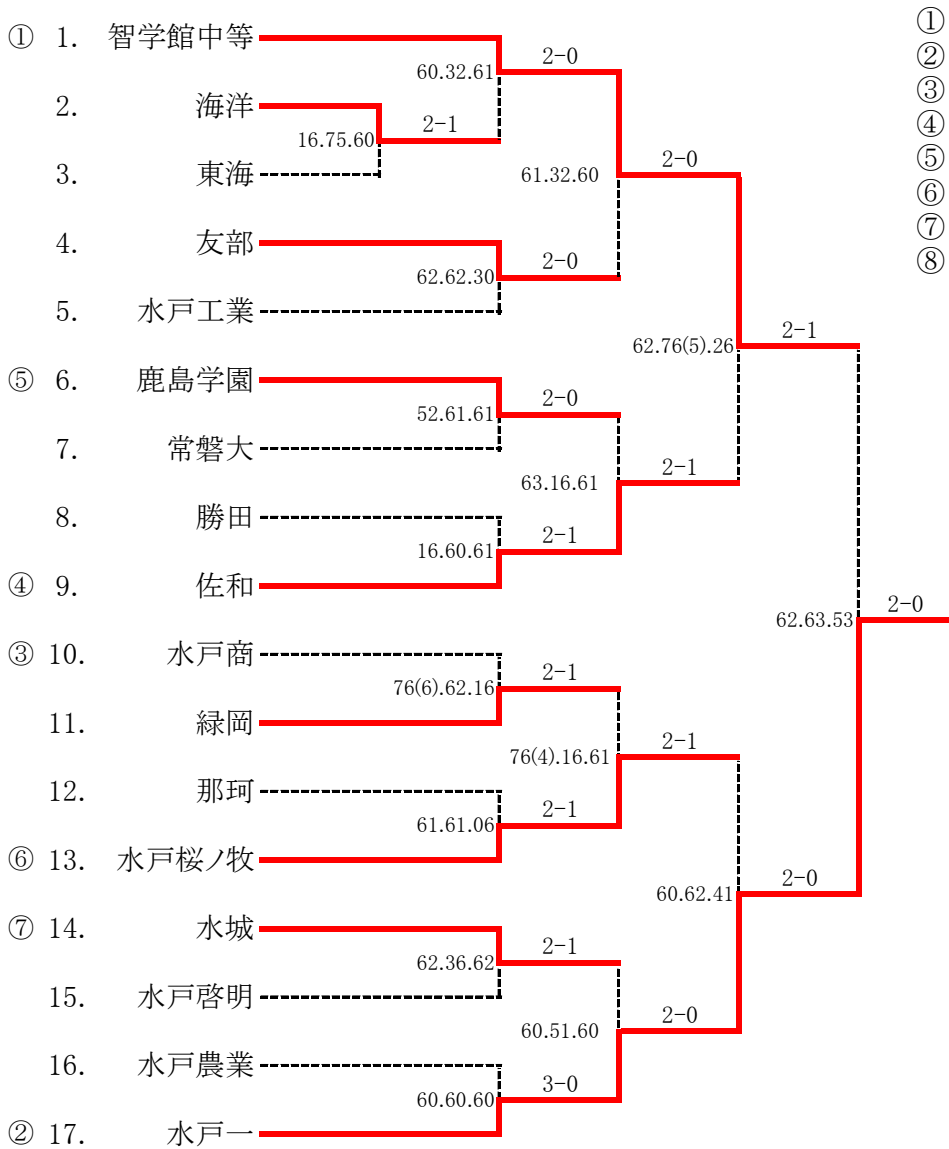 ① 1. 智学館中等
2. 海洋
3. 東海
4. 友部
5. 水戸工業
⑤ 6. 鹿島学園
7. 常磐大
8. 勝田
④ 9. 佐和
③ 10. 水戸商
11. 緑岡
12. 那珂
⑥ 13. 水戸桜ノ牧
⑦ 14. 水城
15. 水戸啓明
16. 水戸農業
② 17. 水戸一
16.75.60
2-1
60.32.61
2-0
62.62.30
2-0
52.61.61
2-0
16.60.61
2-1
76(6).62.16
2-1
61.61.06
2-1
62.36.62
2-1
60.60.60
3-0
61.32.60
2-0
63.16.61
2-1
76(4).16.61
2-1
60.51.60
2-0
62.76(5).26
2-1
60.62.41
2-0
62.63.53
2-0
①
②
③
④
⑤
⑥
⑦
⑧